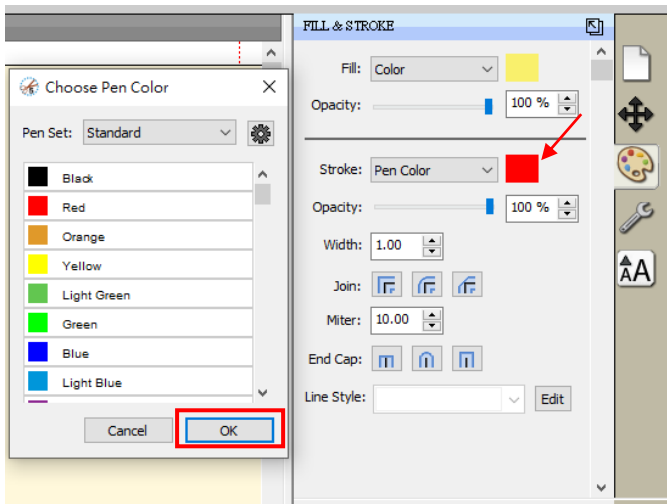 FILL & STROKE
Fill: Color
Opacity: 100 %
Stroke: Pen Color
Opacity: 100 %
Width: 1.00
Join:
Miter: 10.00
End Cap:
Line Style: Edit
AA
Choose Pen Color
Pen Set: Standard
Black
Red
Orange
Yellow
Light Green
Green
Blue
Light Blue
Cancel OK